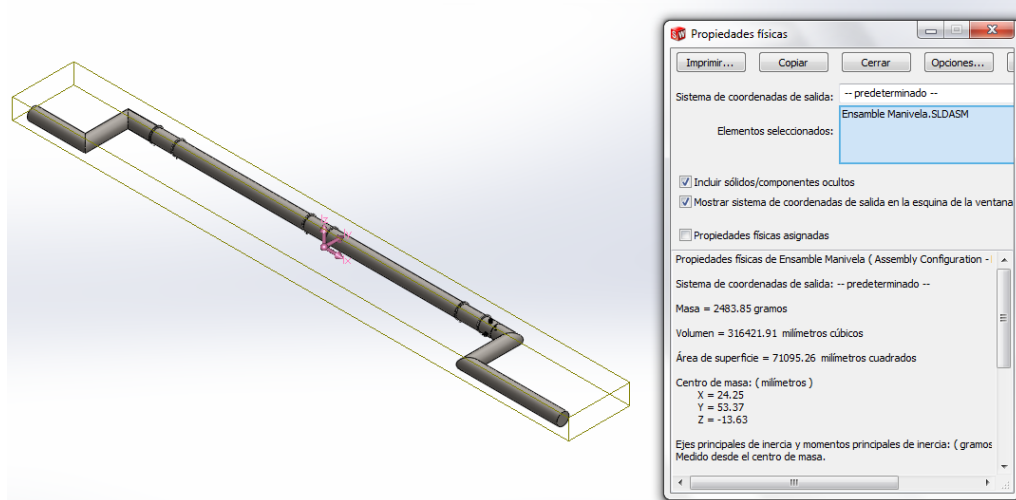 Propiedades físicas
Imprimir...
Copiar
Cerrar
Opciones...
Sistema de coordenadas de salida:
-- predeterminado --
Elementos seleccionados:
Ensamble Manivela.SLDASM
Incluir sólidos/componentes ocultos
Mostrar sistema de coordenadas de salida en la esquina de la ventana
Propiedades físicas asignadas
Propiedades físicas de Ensamble Manivela ( Assembly Configuration -
Sistema de coordenadas de salida: -- predeterminado --
Masa = 2483.85 gramos
Volumen = 316421.91 milímetros cúbicos
Área de superficie = 71095.26 milímetros cuadrados
Centro de masa: ( milímetros )
X = 24.25
Y = 53.37
Z = -13.63
Ejes principales de inercia y momentos principales de inercia: ( gramos
Medido desde el centro de masa.